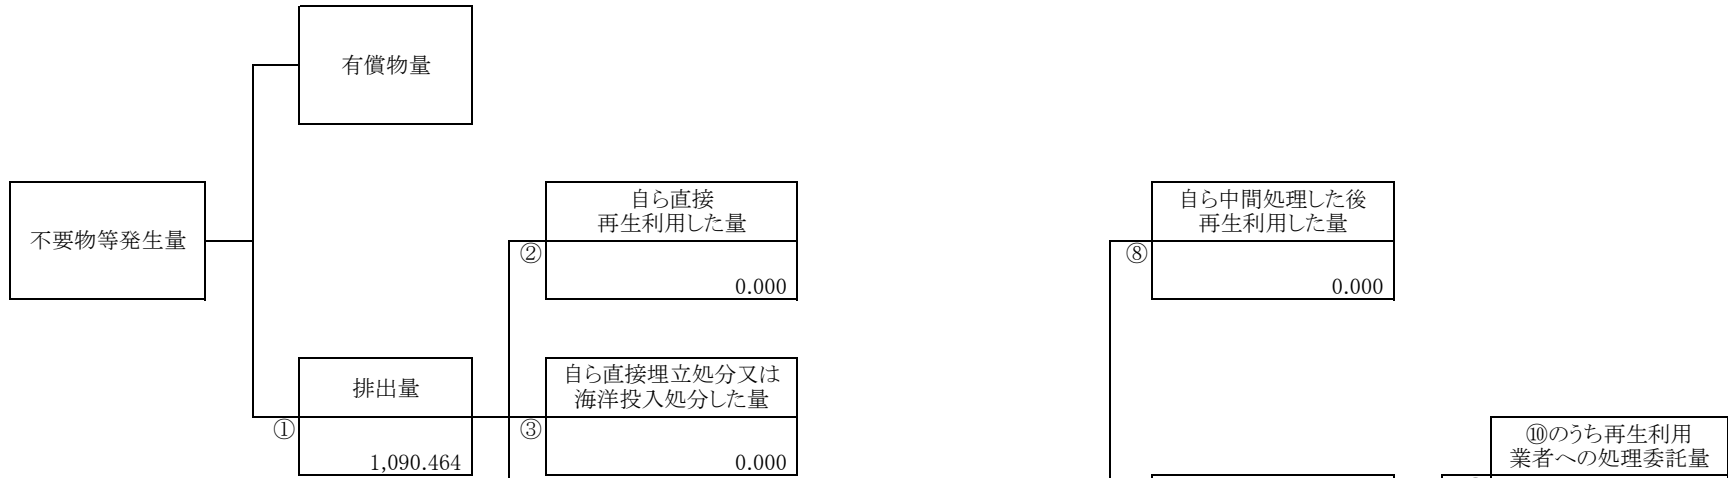 有償物量
不要物等発生量
自ら直接
再生利用した量
②
0.000
自ら中間処理した後
再生利用した量
⑧
0.000
排出量
①
1,090.464
自ら直接埋立処分又は
海洋投入処分した量
③
0.000
⑩のうち再生利用
業者への処理委託量